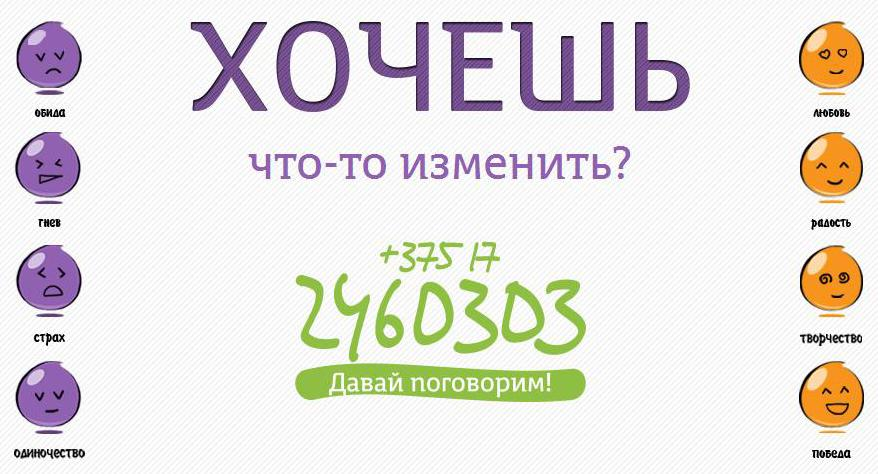 ХОЧЕШЬ
что-то изменить?
+375 17
2460303
Давай поговорим!
обида
гнев
страх
одиночество
любовь
радость
творчество
победа